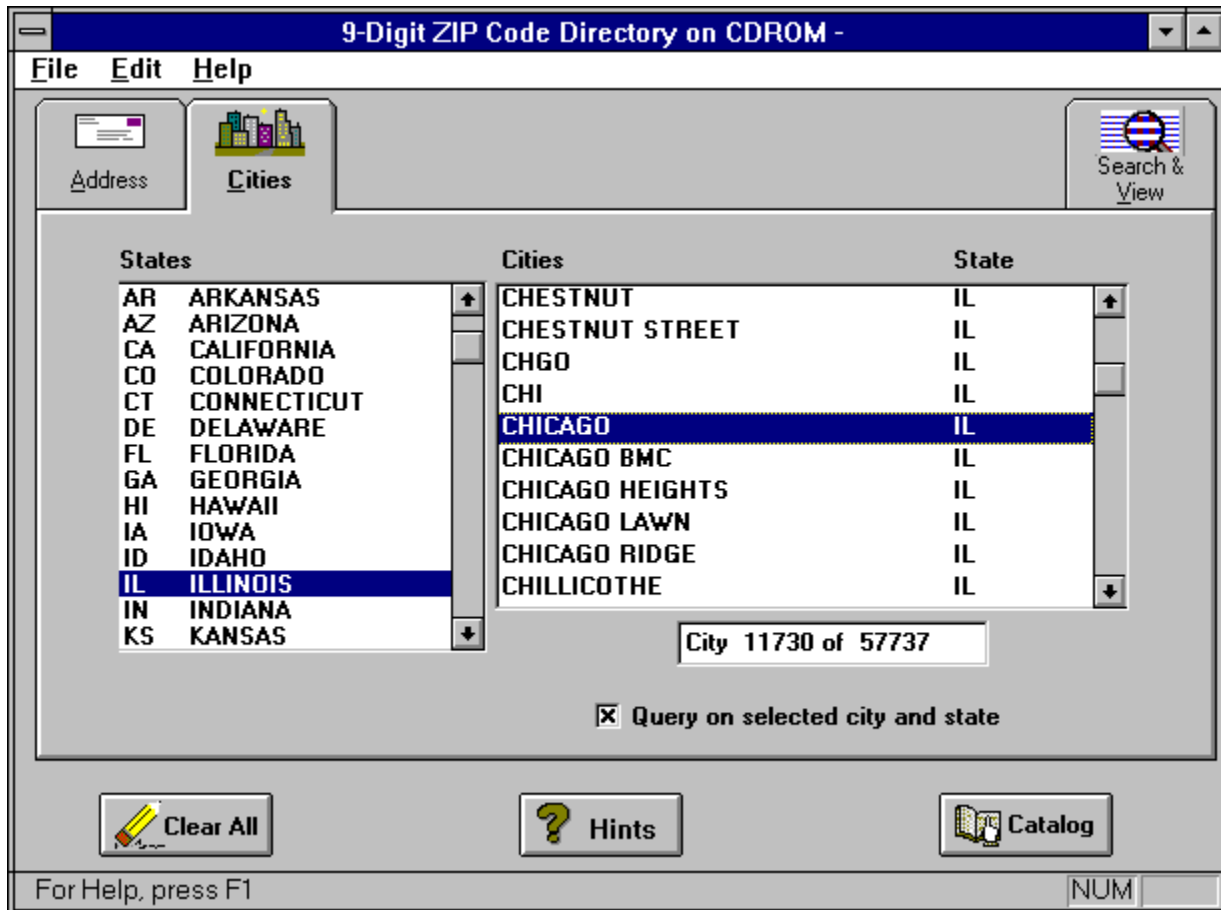 9-Digit ZIP Code Directory on CDROM -
File Edit Help
Address
Cities
Search &
View
States
AR ARKANSAS
AZ ARIZONA
CA CALIFORNIA
CO COLORADO
CT CONNECTICUT
DE DELAWARE
FL FLORIDA
GA GEORGIA
HI HAWAII
IA IOWA
ID IDAHO
IL ILLINOIS
IN INDIANA
KS KANSAS
Cities State
CHESTNUT IL
CHESTNUT STREET IL
CHGO IL
CHI IL
CHICAGO IL
CHICAGO BMC IL
CHICAGO HEIGHTS IL
CHICAGO LAWN IL
CHICAGO RIDGE IL
CHILLICOTHE IL
City 11730 of 57737
Query on selected city and state
Clear All
? Hints
Catalog
For Help, press F1
NUM